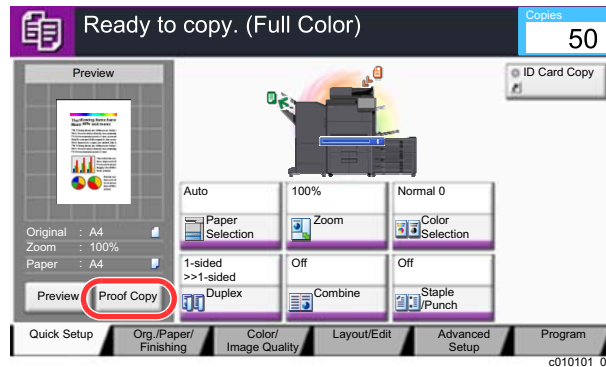 Ready to copy. (Full Color)
Copies
50
Preview
ID Card Copy
Original : A4
Zoom : 100%
Paper : A4
Preview
Proof Copy
Auto
Paper
Selection
100%
Zoom
Normal 0
Color
Selection
1-sided
>>1-sided
Duplex
Off
Combine
Off
Staple
/Punch
Quick Setup
Org./Paper/
Finishing
Color/
Image Quality
Layout/Edit
Advanced
Setup
Program
c010101_0